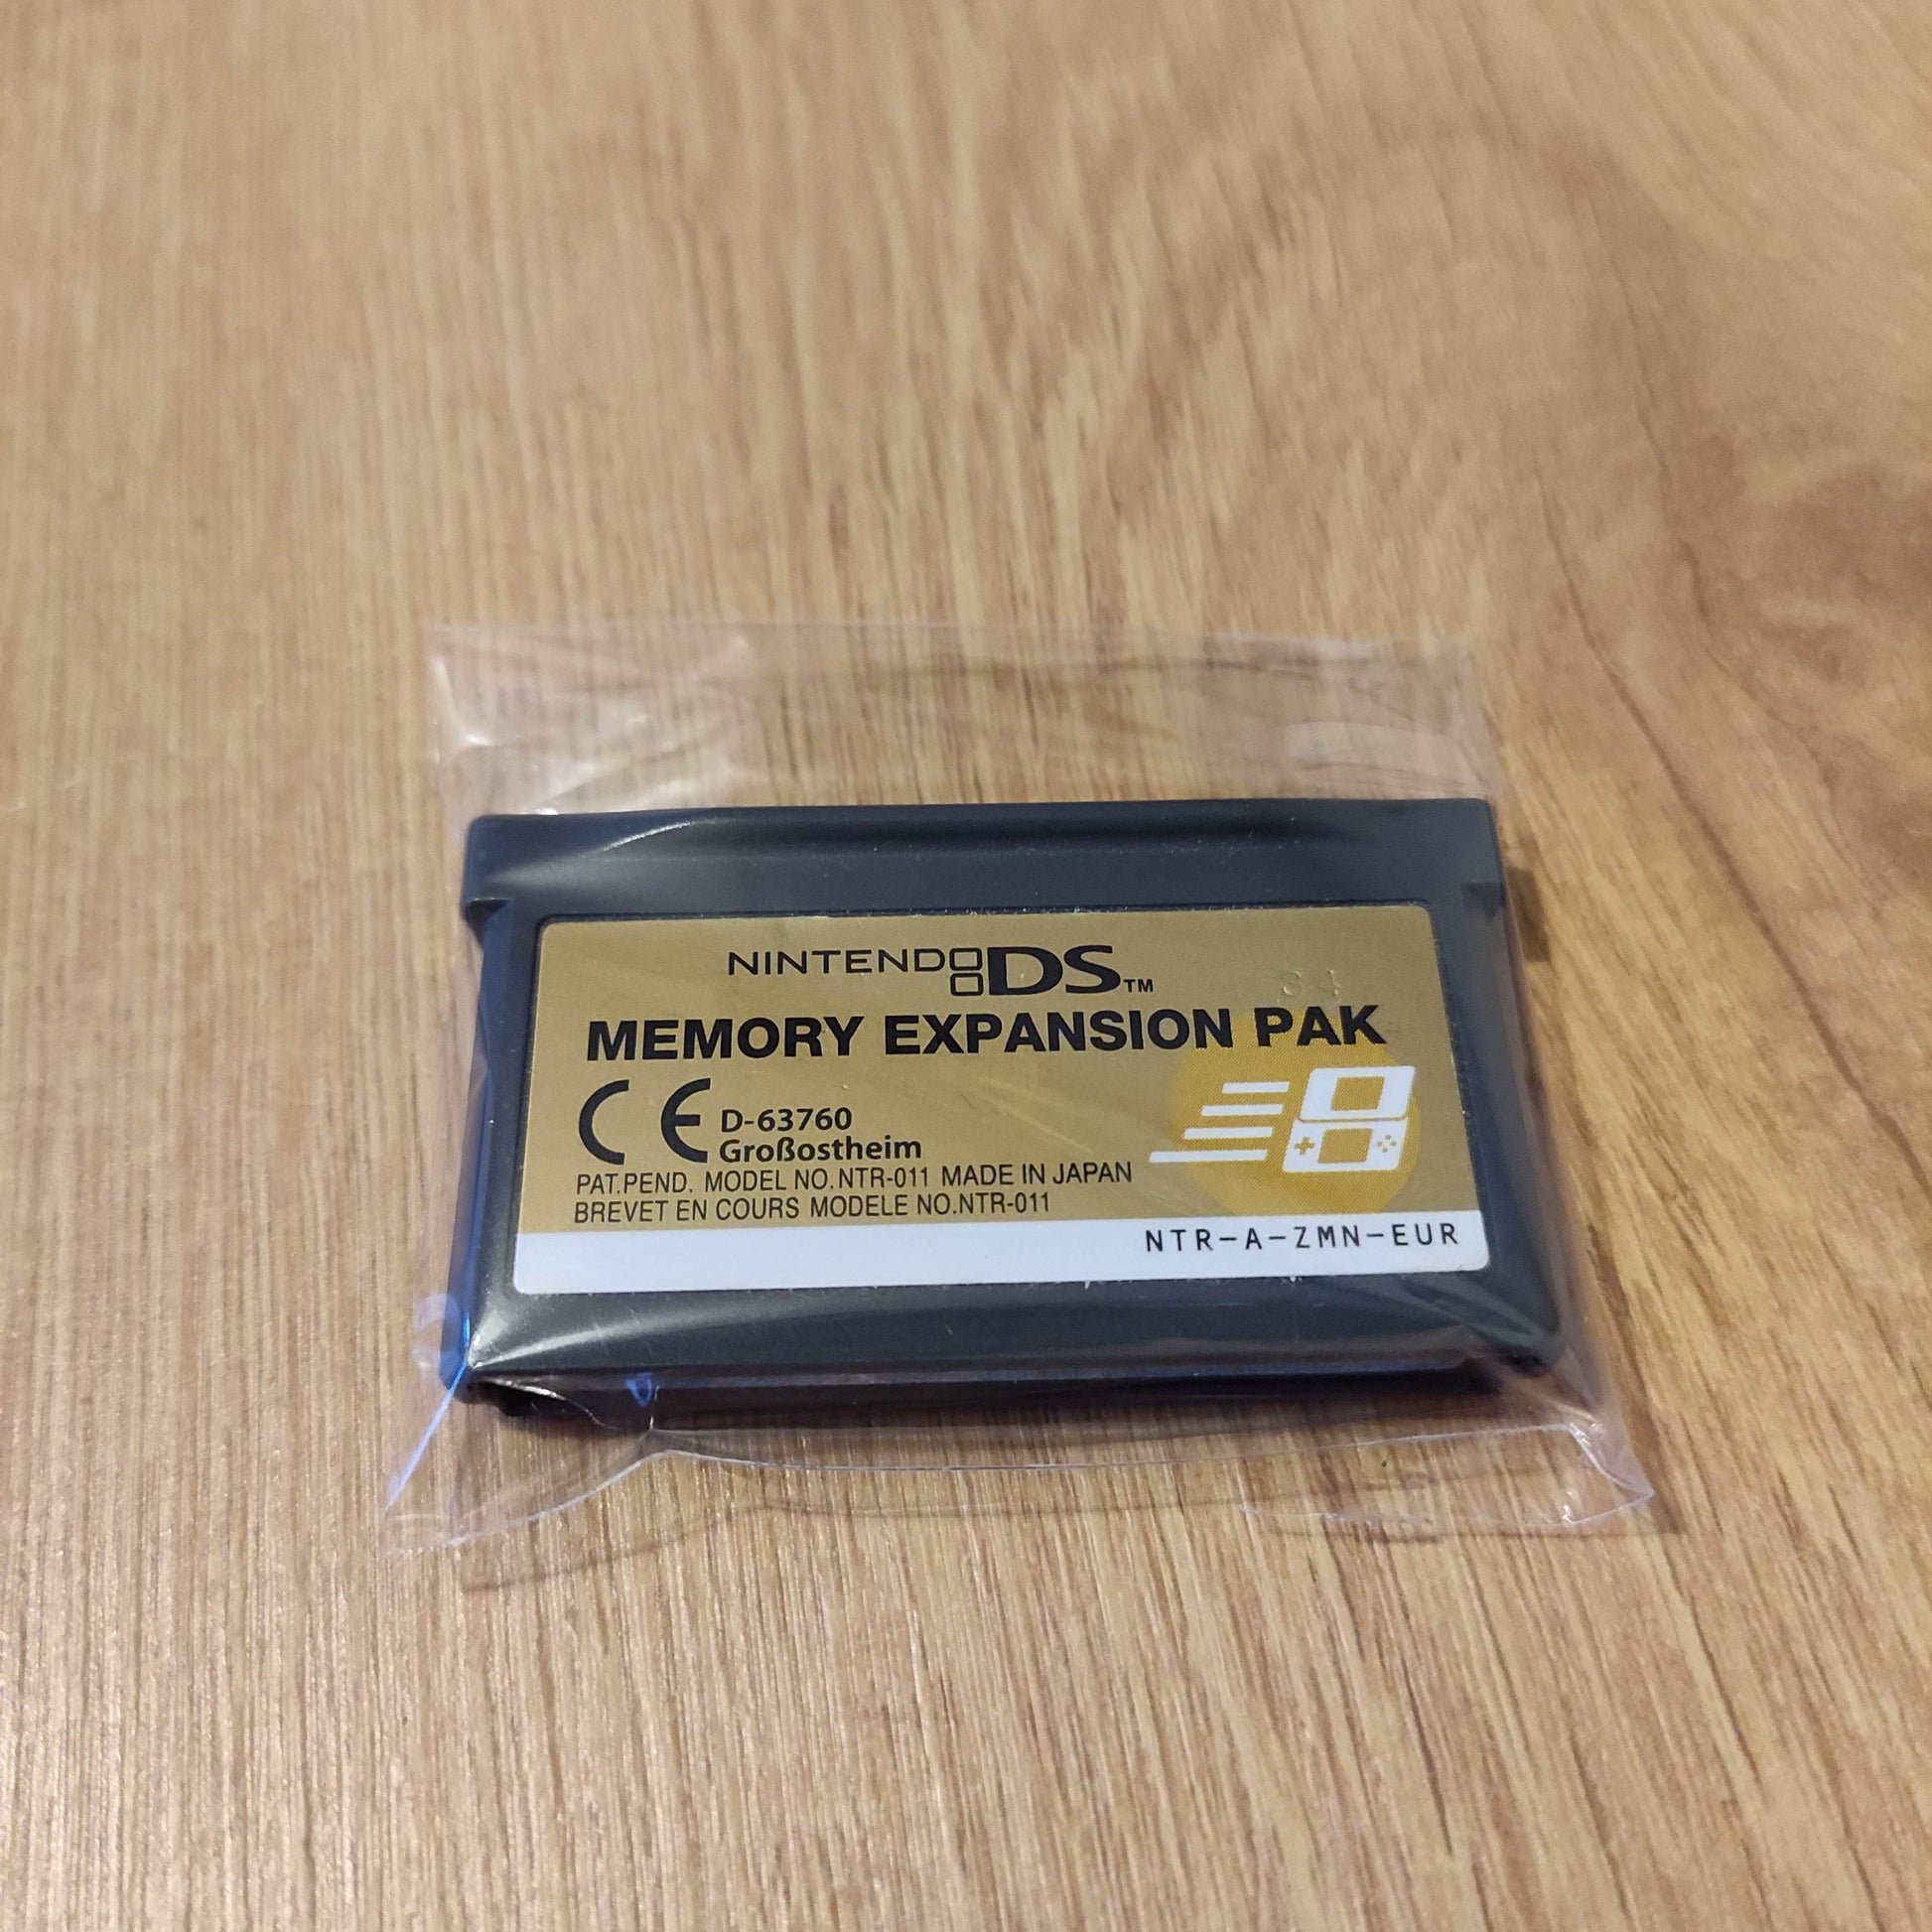 NINTENDO DS™
34
MEMORY EXPANSION PAK
CE D-63760
Großostheim
PAT.PEND. MODEL NO.NTR-011 MADE IN JAPAN
BREVET EN COURS MODELE NO.NTR-011
NTR-A-ZMN-EUR